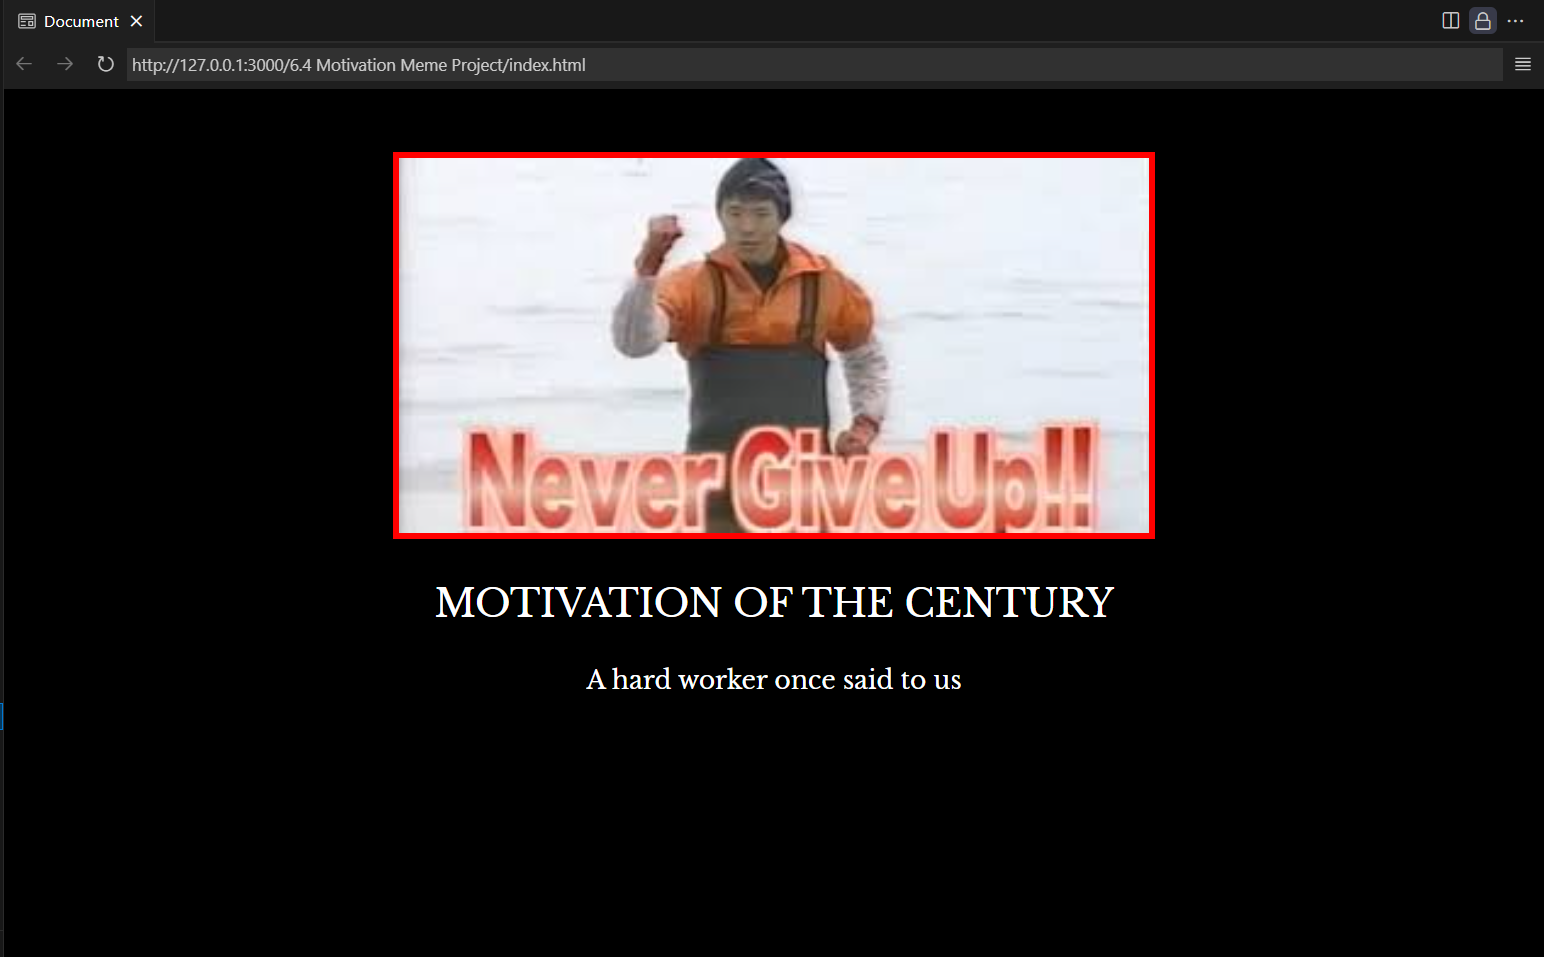 Document
http://127.0.0.1:3000/6.4 Motivation Meme Project/index.html
Never Give Up!!
MOTIVATION OF THE CENTURY
A hard worker once said to us